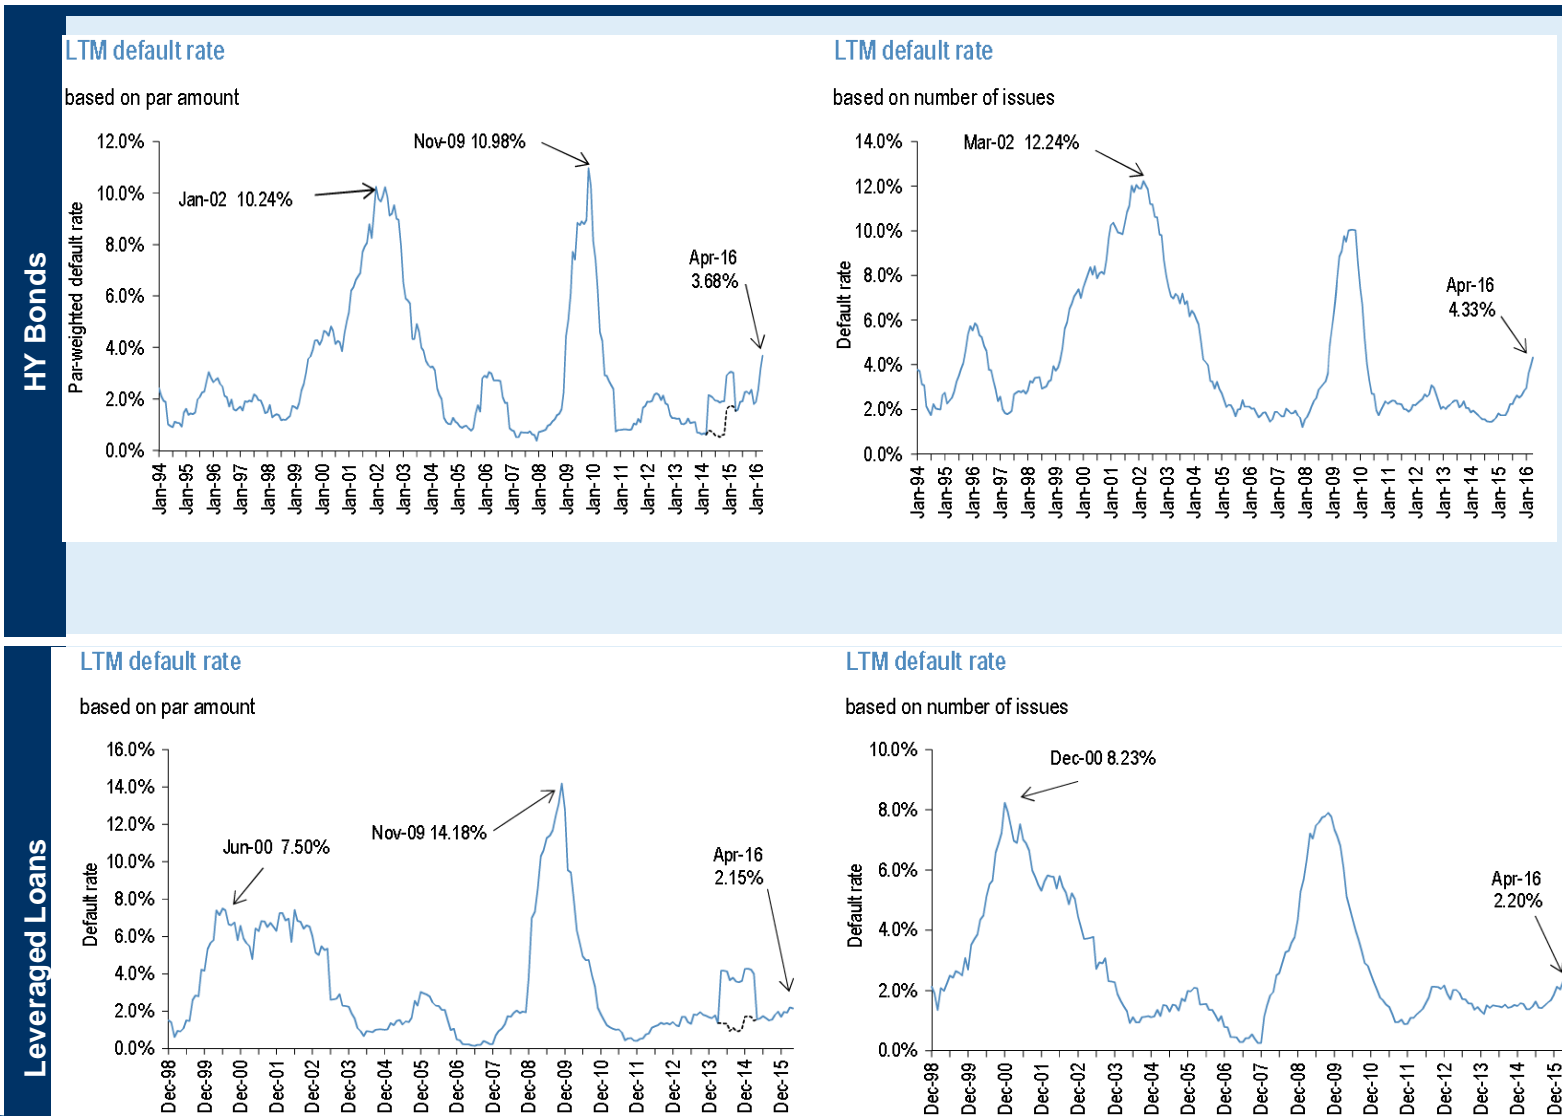 HY Bonds
LTM default rate
based on par amount
Par-weighted default rate
12.0%
10.0%
8.0%
6.0%
4.0%
2.0%
0.0%
Jan-02 10.24%
Nov-09 10.98%
Apr-16
3.68%
Jan-94
Jan-95
Jan-96
Jan-97
Jan-98
Jan-99
Jan-00
Jan-01
Jan-02
Jan-03
Jan-04
Jan-05
Jan-06
Jan-07
Jan-08
Jan-09
Jan-10
Jan-11
Jan-12
Jan-13
Jan-14
Jan-15
Jan-16
LTM default rate
based on number of issues
Default rate
14.0%
12.0%
10.0%
8.0%
6.0%
4.0%
2.0%
0.0%
Mar-02 12.24%
Apr-16
4.33%
Jan-94
Jan-95
Jan-96
Jan-97
Jan-98
Jan-99
Jan-00
Jan-01
Jan-02
Jan-03
Jan-04
Jan-05
Jan-06
Jan-07
Jan-08
Jan-09
Jan-10
Jan-11
Jan-12
Jan-13
Jan-14
Jan-15
Jan-16
Leveraged Loans
LTM default rate
based on par amount
Default rate
16.0%
14.0%
12.0%
10.0%
8.0%
6.0%
4.0%
2.0%
0.0%
Jun-00 7.50%
Nov-09 14.18%
Apr-16
2.15%
Dec-98
Dec-99
Dec-00
Dec-01
Dec-02
Dec-03
Dec-04
Dec-05
Dec-06
Dec-07
Dec-08
Dec-09
Dec-10
Dec-11
Dec-12
Dec-13
Dec-14
Dec-15
LTM default rate
based on number of issues
Default rate
10.0%
8.0%
6.0%
4.0%
2.0%
0.0%
Dec-00 8.23%
Apr-16
2.20%
Dec-98
Dec-99
Dec-00
Dec-01
Dec-02
Dec-03
Dec-04
Dec-05
Dec-06
Dec-07
Dec-08
Dec-09
Dec-10
Dec-11
Dec-12
Dec-13
Dec-14
Dec-15